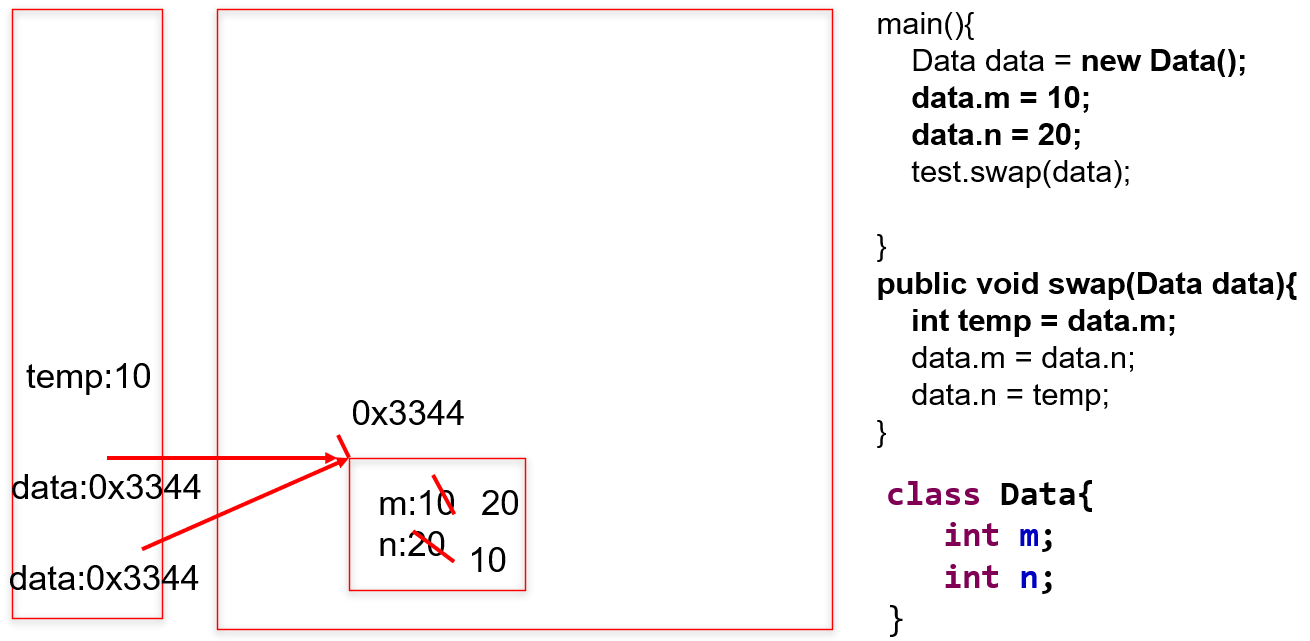 temp:10
data:0x3344
data:0x3344
0x3344
m:10 20
n:20 10
main(){
Data data = new Data();
data.m = 10;
data.n = 20;
test.swap(data);
}
public void swap(Data data){
int temp = data.m;
data.m = data.n;
data.n = temp;
}
class Data{
int m;
int n;
}